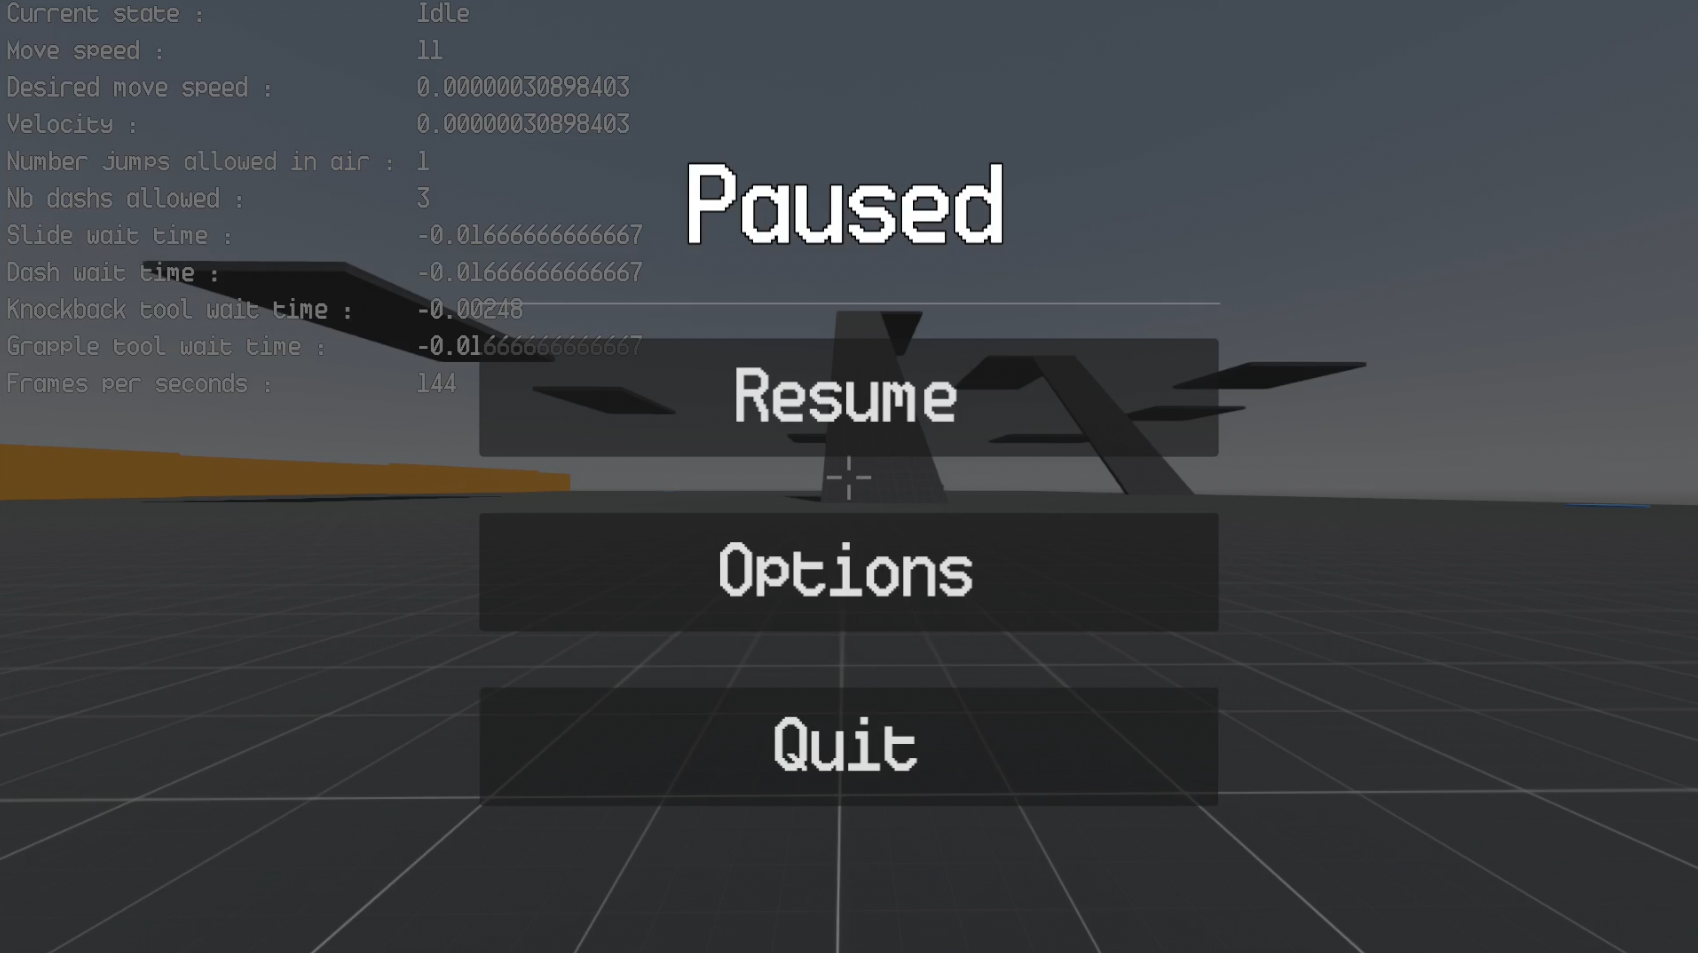 Current state : Idle
Move speed : 11
Desired move speed : 0.00000030898403
Velocity : 0.00000030898403
Number jumps allowed in air : 1
Nb dashs allowed : 3
Slide wait time : -0.01666666666667
Dash wait time : -0.01666666666667
Knockback tool wait time : -0.00248
Grapple tool wait time : -0.01666666666667
Frames per seconds : 144
Paused
Resume
Options
Quit